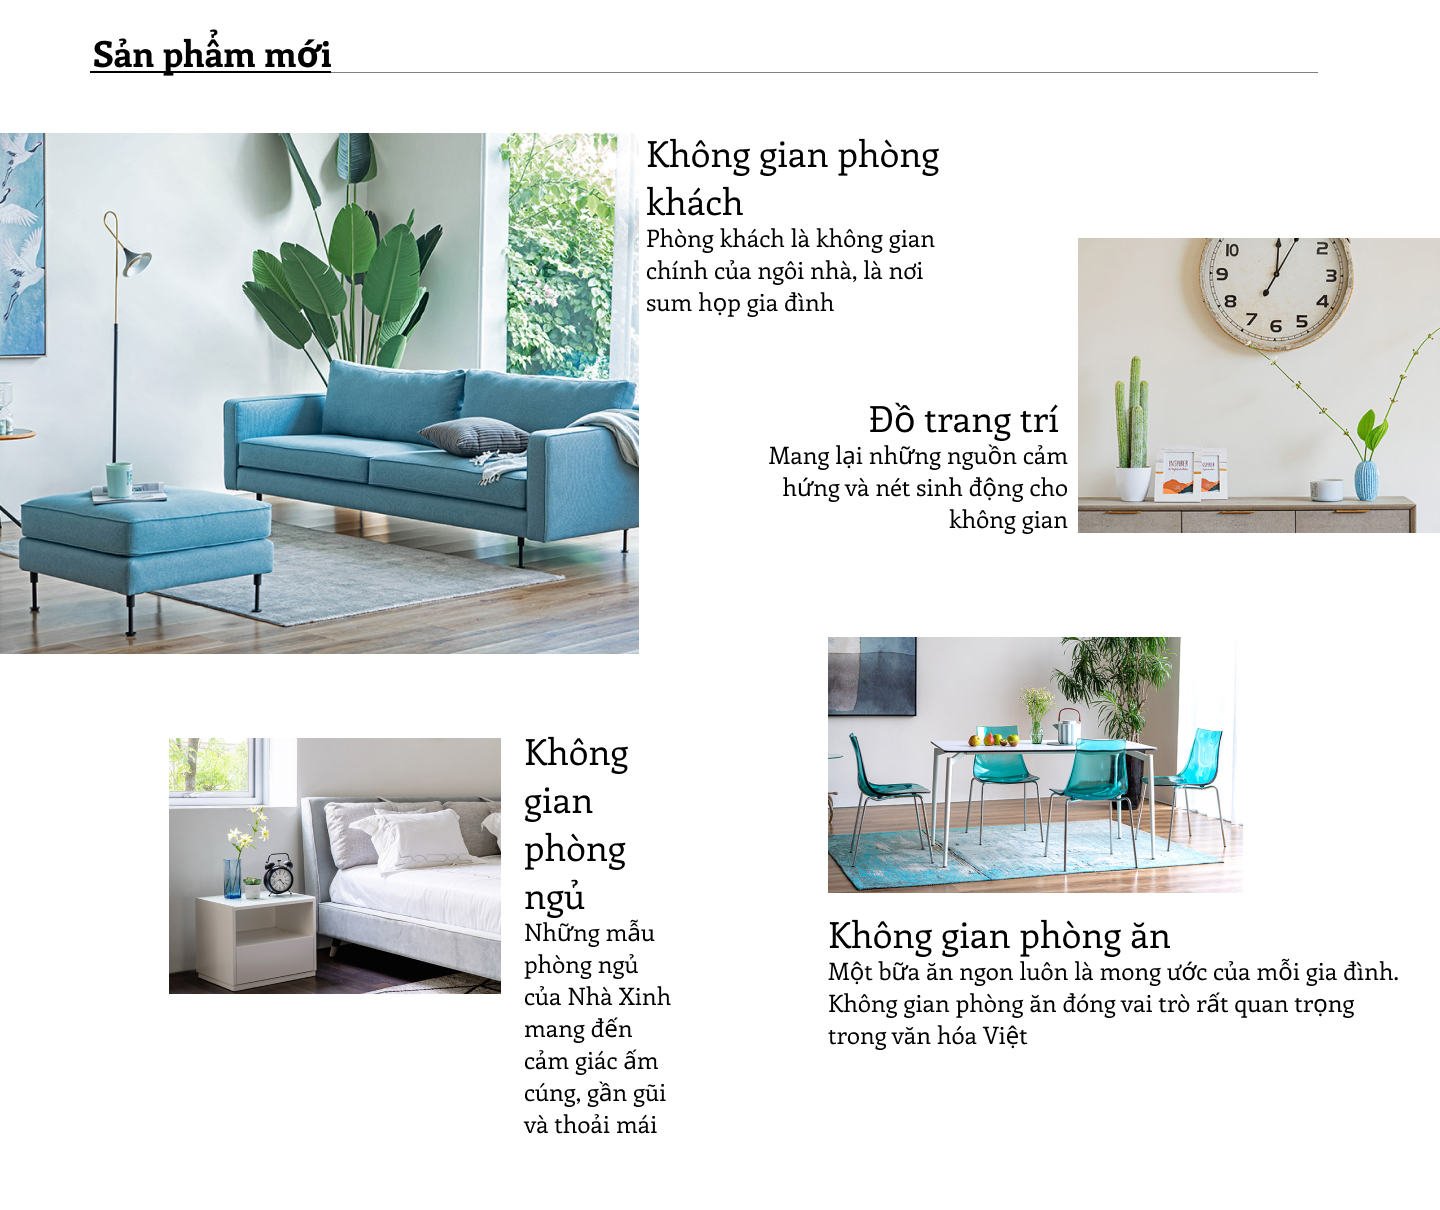 Sản phẩm mới
Không gian phòng
khách
Phòng khách là không gian
chính của ngôi nhà, là nơi
sum họp gia đình
10
2
9
3
8
4
7
6
5
Đồ trang trí
Mang lại những nguồn cảm
hứng và nét sinh động cho
không gian
INSPIRER
INSPIRER
Không
gian
phòng
ngủ
Những mẫu
phòng ngủ
của Nhà Xinh
mang đến
cảm giác ấm
cúng, gần gũi
và thoải mái
Không gian phòng ăn
Một bữa ăn ngon luôn là mong ước của mỗi gia đình.
Không gian phòng ăn đóng vai trò rất quan trọng
trong văn hóa Việt